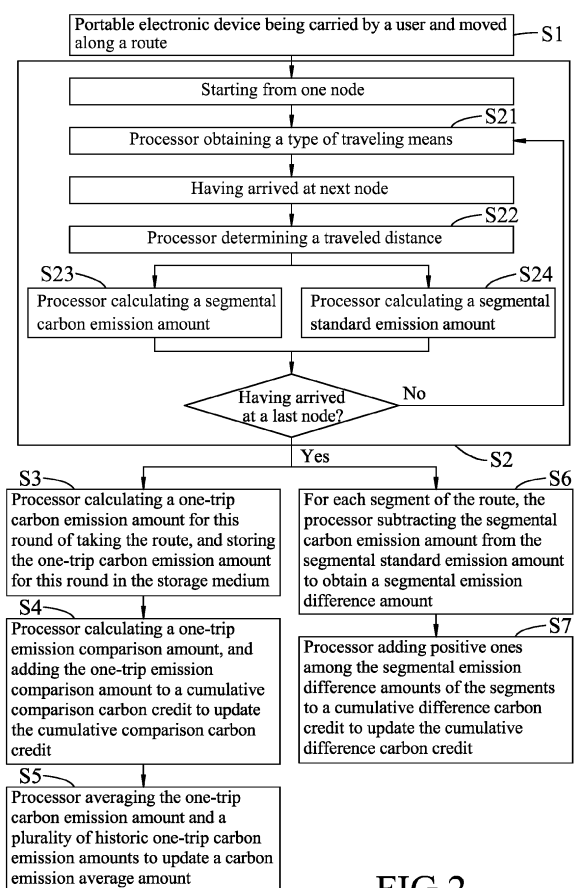 Portable electronic device being carried by a user and moved
along a route
S1
Starting from one node
S21
Processor obtaining a type of traveling means
Having arrived at next node
S22
Processor determining a traveled distance
S23
Processor calculating a segmental
carbon emission amount
S24
Processor calculating a segmental
standard emission amount
Having arrived
at a last node?
No
Yes
S2
S3
Processor calculating a one-trip
carbon emission amount for this
round of taking the route, and storing
the one-trip carbon emission amount
for this round in the storage medium
S4
Processor calculating a one-trip
emission comparison amount, and
adding the one-trip emission
comparison amount to a cumulative
comparison carbon credit to update
the cumulative comparison carbon
credit
S5
Processor averaging the one-trip
carbon emission amount and a
plurality of historic one-trip carbon
emission amounts to update a carbon
emission average amount
S6
For each segment of the route, the
processor subtracting the segmental
carbon emission amount from the
segmental standard emission amount
to obtain a segmental emission
difference amount
S7
Processor adding positive ones
among the segmental emission
difference amounts of the segments
to a cumulative difference carbon
credit to update the cumulative
difference carbon credit
FIG.2